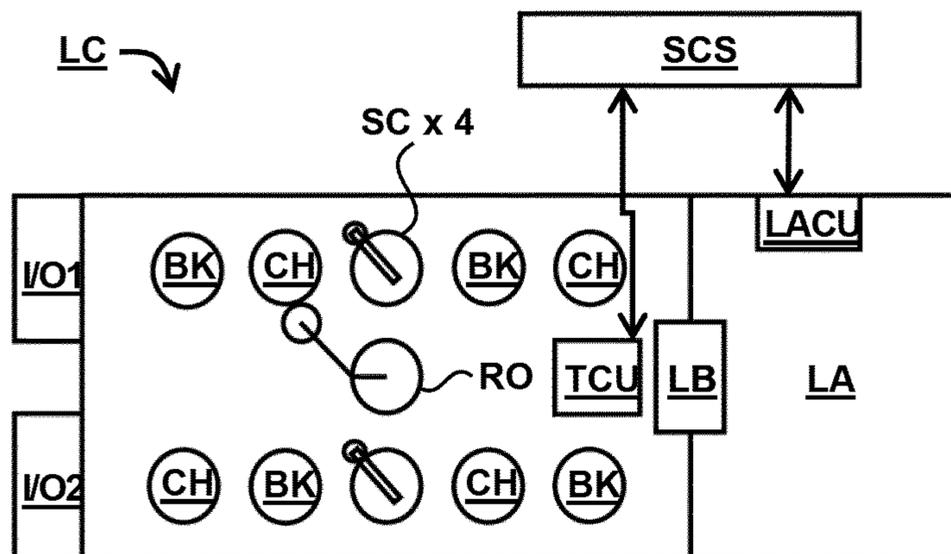 LC
SCS
SC x 4
LACU
I/O1
BK
CH
BK
CH
RO
TCU
LB
LA
I/O2
CH
BK
CH
BK